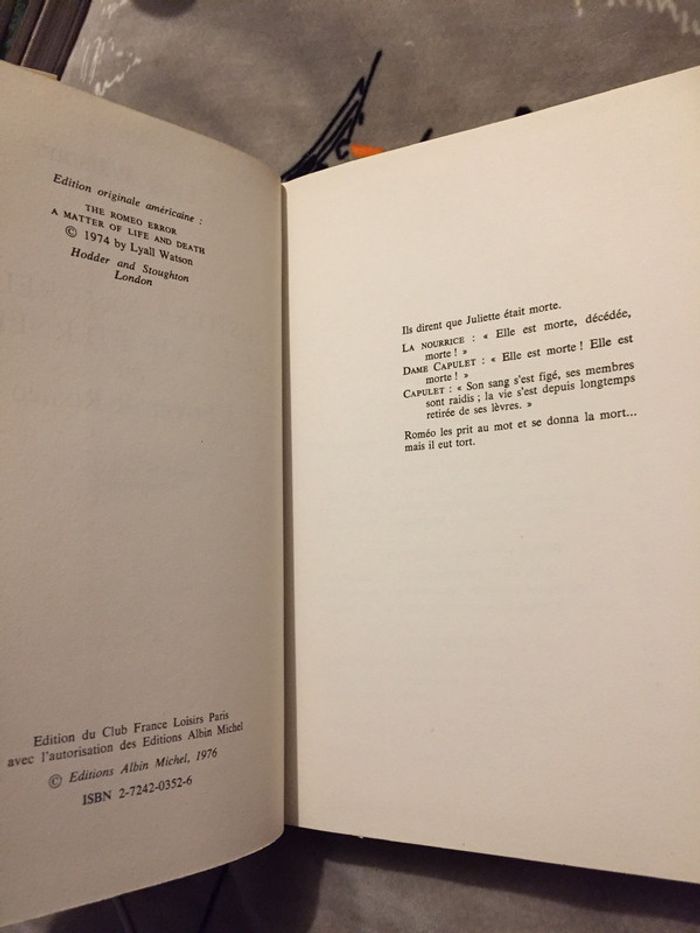 Edition originale américaine :
THE ROMEO ERROR
A MATTER OF LIFE AND DEATH
© 1974 by Lyall Watson
Hodder and Stoughton
London
Edition du Club France Loisirs Paris
avec l'autorisation des Editions Albin Michel
© Editions Albin Michel, 1976
ISBN 2-7242-0352-6
Ils dirent que Juliette était morte.
LA NOURRICE : « Elle est morte, décédée,
morte ! »
DAME CAPULET : « Elle est morte ! Elle est
morte ! »
CAPULET : « Son sang s'est figé, ses membres
sont raidis ; la vie s'est depuis longtemps
retirée de ses lèvres. »
Roméo les prit au mot et se donna la mort...
mais il eut tort.